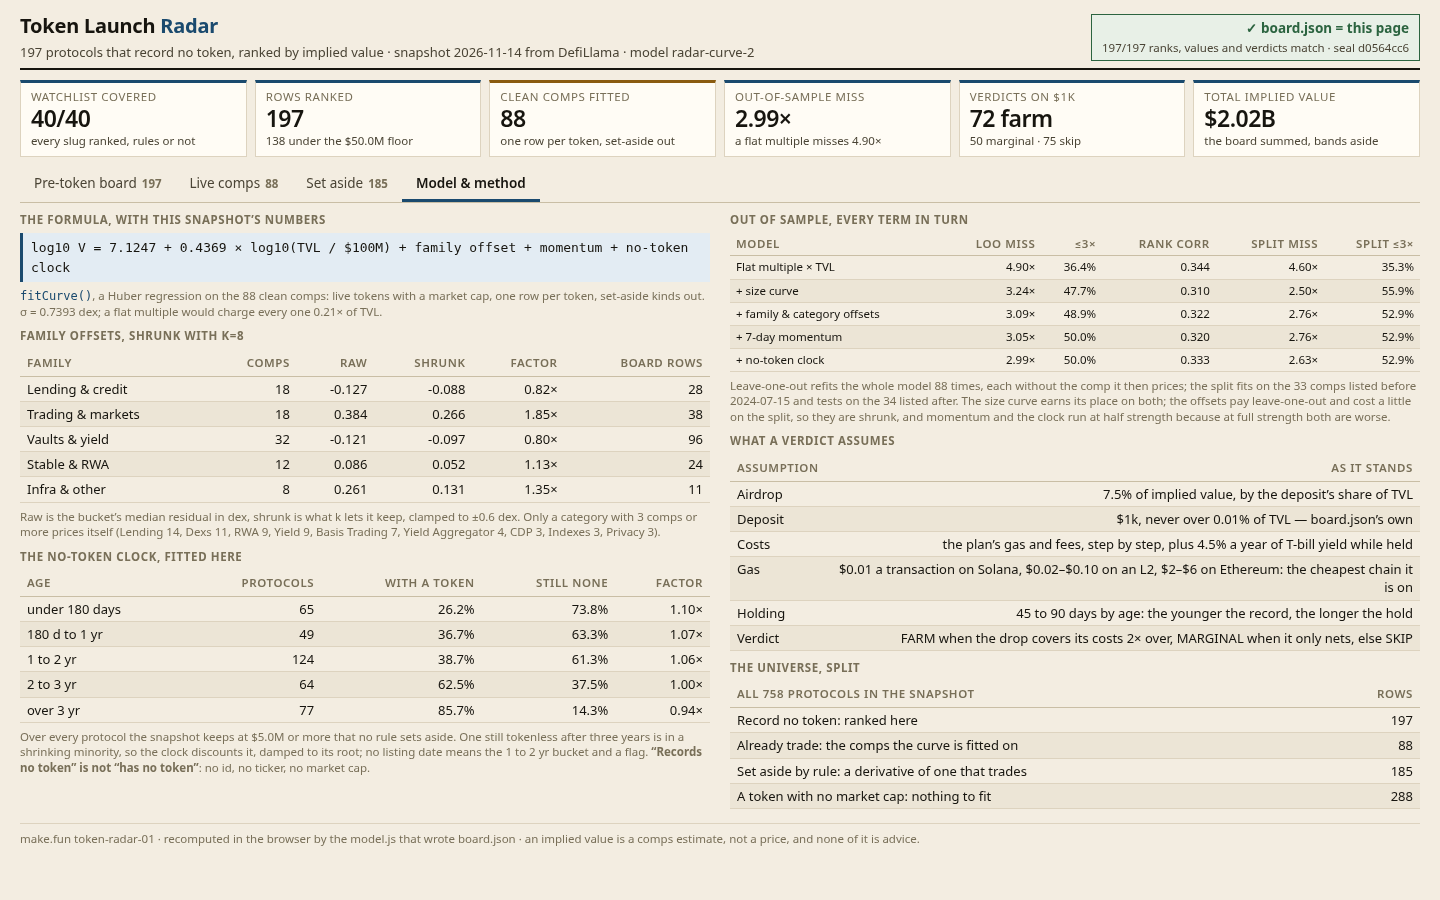 Token Launch Radar
197 protocols that record no token, ranked by implied value · snapshot 2026-11-14 from DefiLlama · model radar-curve-2
✓ board.json = this page
197/197 ranks, values and verdicts match · seal d0564cc6
WATCHLIST COVERED
40/40
every slug ranked, rules or not
ROWS RANKED
197
138 under the $50.0M floor
CLEAN COMPS FITTED
88
one row per token, set-aside out
OUT-OF-SAMPLE MISS
2.99×
a flat multiple misses 4.90×
VERDICTS ON $1K
72 farm
50 marginal · 75 skip
TOTAL IMPLIED VALUE
$2.02B
the board summed, bands aside
Pre-token board 197 Live comps 88 Set aside 185 Model & method
THE FORMULA, WITH THIS SNAPSHOT'S NUMBERS
log10 V = 7.1247 + 0.4369 × log10(TVL / $100M) + family offset + momentum + no-token
clock
fitCurve(), a Huber regression on the 88 clean comps: live tokens with a market cap, one row per token, set-aside kinds out.
σ = 0.7393 dex; a flat multiple would charge every one 0.21× of TVL.
FAMILY OFFSETS, SHRUNK WITH K=8
FAMILY COMPS RAW SHRUNK FACTOR BOARD ROWS
Lending & credit 18 -0.127 -0.088 0.82× 28
Trading & markets 18 0.384 0.266 1.85× 38
Vaults & yield 32 -0.121 -0.097 0.80× 96
Stable & RWA 12 0.086 0.052 1.13× 24
Infra & other 8 0.261 0.131 1.35× 11
Raw is the bucket's median residual in dex, shrunk is what k lets it keep, clamped to ±0.6 dex. Only a category with 3 comps or
more prices itself (Lending 14, Dexs 11, RWA 9, Yield 9, Basis Trading 7, Yield Aggregator 4, CDP 3, Indexes 3, Privacy 3).
THE NO-TOKEN CLOCK, FITTED HERE
AGE PROTOCOLS WITH A TOKEN STILL NONE FACTOR
under 180 days 65 26.2% 73.8% 1.10×
180 d to 1 yr 49 36.7% 63.3% 1.07×
1 to 2 yr 124 38.7% 61.3% 1.06×
2 to 3 yr 64 62.5% 37.5% 1.00×
over 3 yr 77 85.7% 14.3% 0.94×
Over every protocol the snapshot keeps at $5.0M or more that no rule sets aside. One still tokenless after three years is in a
shrinking minority, so the clock discounts it, damped to its root; no listing date means the 1 to 2 yr bucket and a flag. “Records
no token” is not “has no token”: no id, no ticker, no market cap.
OUT OF SAMPLE, EVERY TERM IN TURN
MODEL LOO MISS ≤3× RANK CORR SPLIT MISS SPLIT ≤3×
Flat multiple × TVL 4.90× 36.4% 0.344 4.60× 35.3%
+ size curve 3.24× 47.7% 0.310 2.50× 55.9%
+ family & category offsets 3.09× 48.9% 0.322 2.76× 52.9%
+ 7-day momentum 3.05× 50.0% 0.320 2.76× 52.9%
+ no-token clock 2.99× 50.0% 0.333 2.63× 52.9%
Leave-one-out refits the whole model 88 times, each without the comp it then prices; the split fits on the 33 comps listed before
2024-07-15 and tests on the 34 listed after. The size curve earns its place on both; the offsets pay leave-one-out and cost a little
on the split, so they are shrunk, and momentum and the clock run at half strength because at full strength both are worse.
WHAT A VERDICT ASSUMES
ASSUMPTION AS IT STANDS
Airdrop 7.5% of implied value, by the deposit's share of TVL
Deposit $1k, never over 0.01% of TVL — board.json's own
Costs the plan's gas and fees, step by step, plus 4.5% a year of T-bill yield while held
Gas $0.01 a transaction on Solana, $0.02–$0.10 on an L2, $2–$6 on Ethereum: the cheapest chain it
is on
Holding 45 to 90 days by age: the younger the record, the longer the hold
Verdict FARM when the drop covers its costs 2× over, MARGINAL when it only nets, else SKIP
THE UNIVERSE, SPLIT
ALL 758 PROTOCOLS IN THE SNAPSHOT ROWS
Record no token: ranked here 197
Already trade: the comps the curve is fitted on 88
Set aside by rule: a derivative of one that trades 185
A token with no market cap: nothing to fit 288
make.fun token-radar-01 · recomputed in the browser by the model.js that wrote board.json · an implied value is a comps estimate, not a price, and none of it is advice.